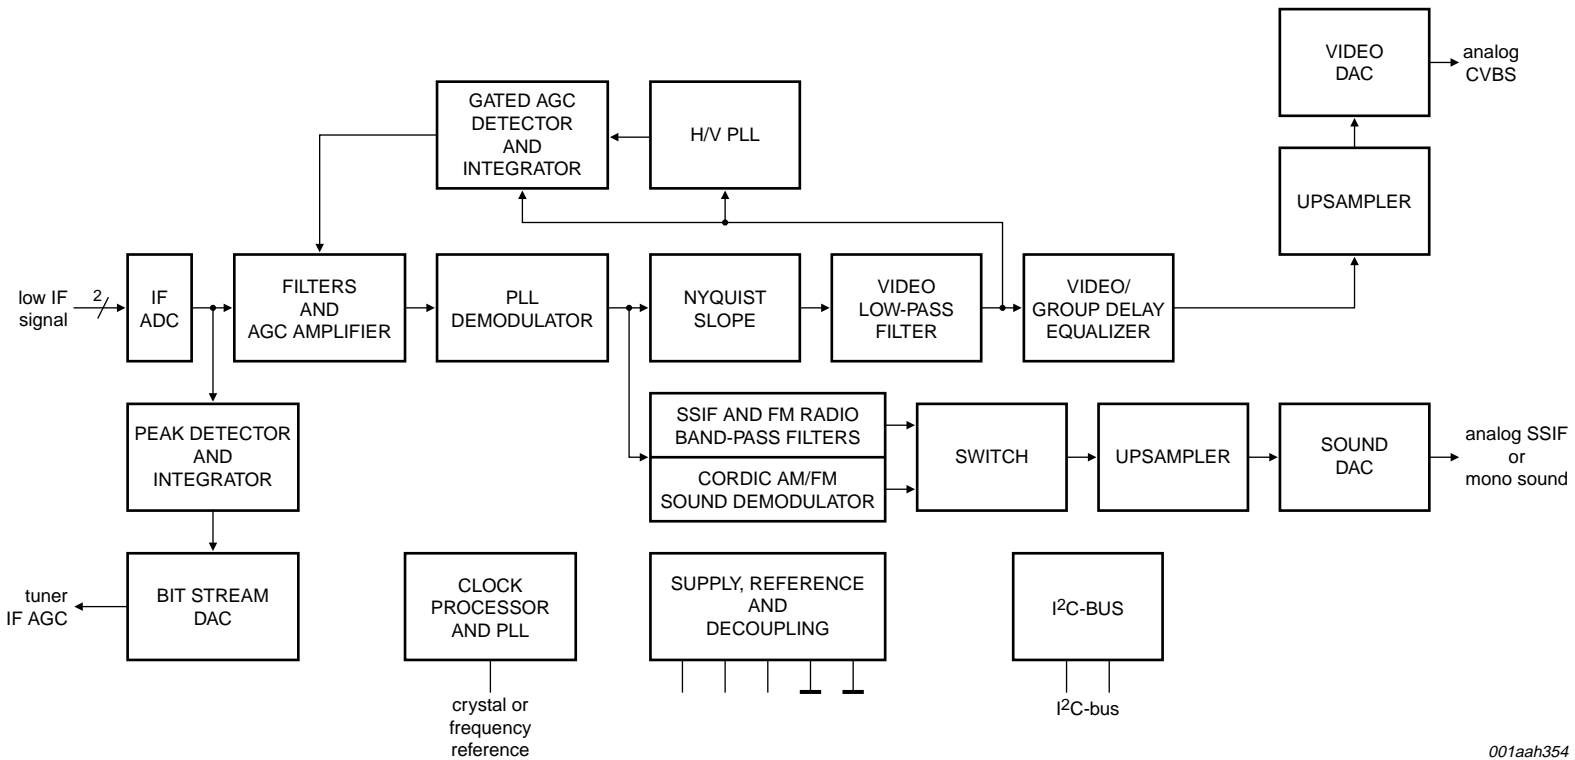 VIDEO
DAC
analog
CVBS
GATED AGC
DETECTOR
AND
INTEGRATOR
H/V PLL
UPSAMPLER
low IF
signal
2
IF
ADC
FILTERS
AND
AGC AMPLIFIER
PLL
DEMODULATOR
NYQUIST
SLOPE
VIDEO
LOW-PASS
FILTER
VIDEO/
GROUP DELAY
EQUALIZER
PEAK DETECTOR
AND
INTEGRATOR
SSIF AND FM RADIO
BAND-PASS FILTERS
CORDIC AM/FM
SOUND DEMODULATOR
SWITCH
UPSAMPLER
SOUND
DAC
analog SSIF
or
mono sound
tuner
IF AGC
BIT STREAM
DAC
CLOCK
PROCESSOR
AND PLL
SUPPLY, REFERENCE
AND
DECOUPLING
I2C-BUS
crystal or
frequency
reference
I2C-bus
001aah354